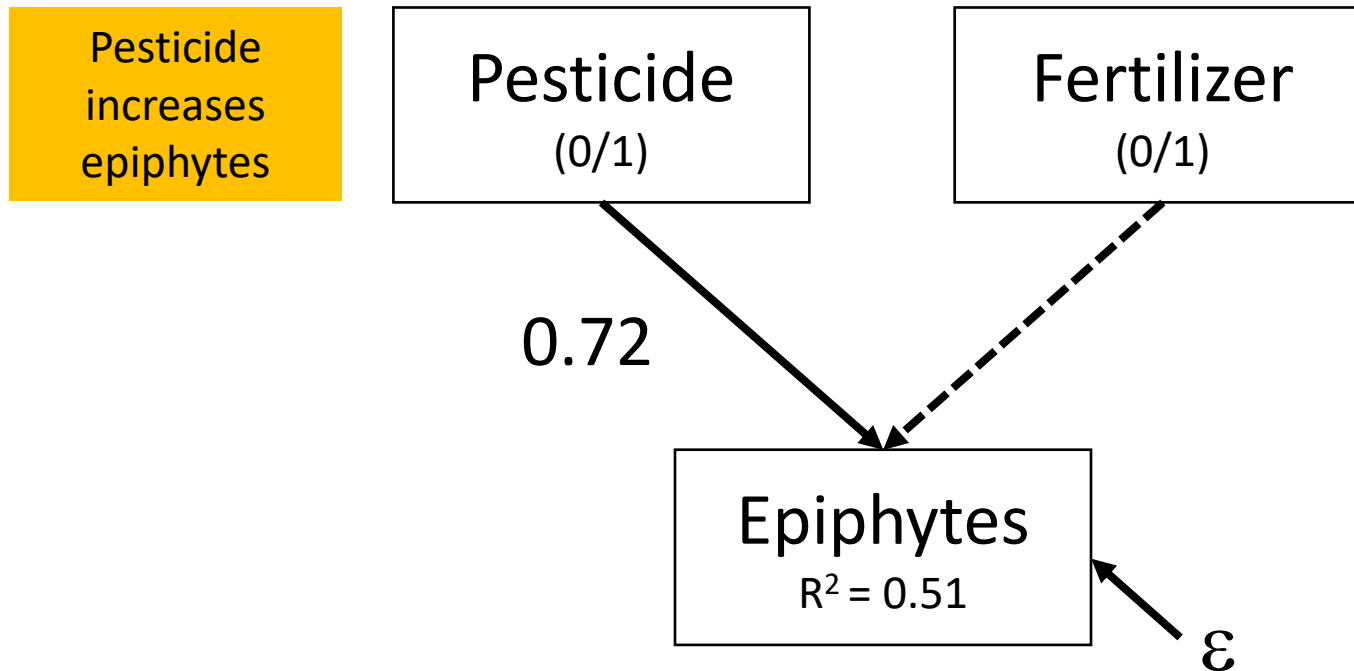 Pesticide
increases
epiphytes
Pesticide
(0/1)
Fertilizer
(0/1)
0.72
Epiphytes
R² = 0.51
ε